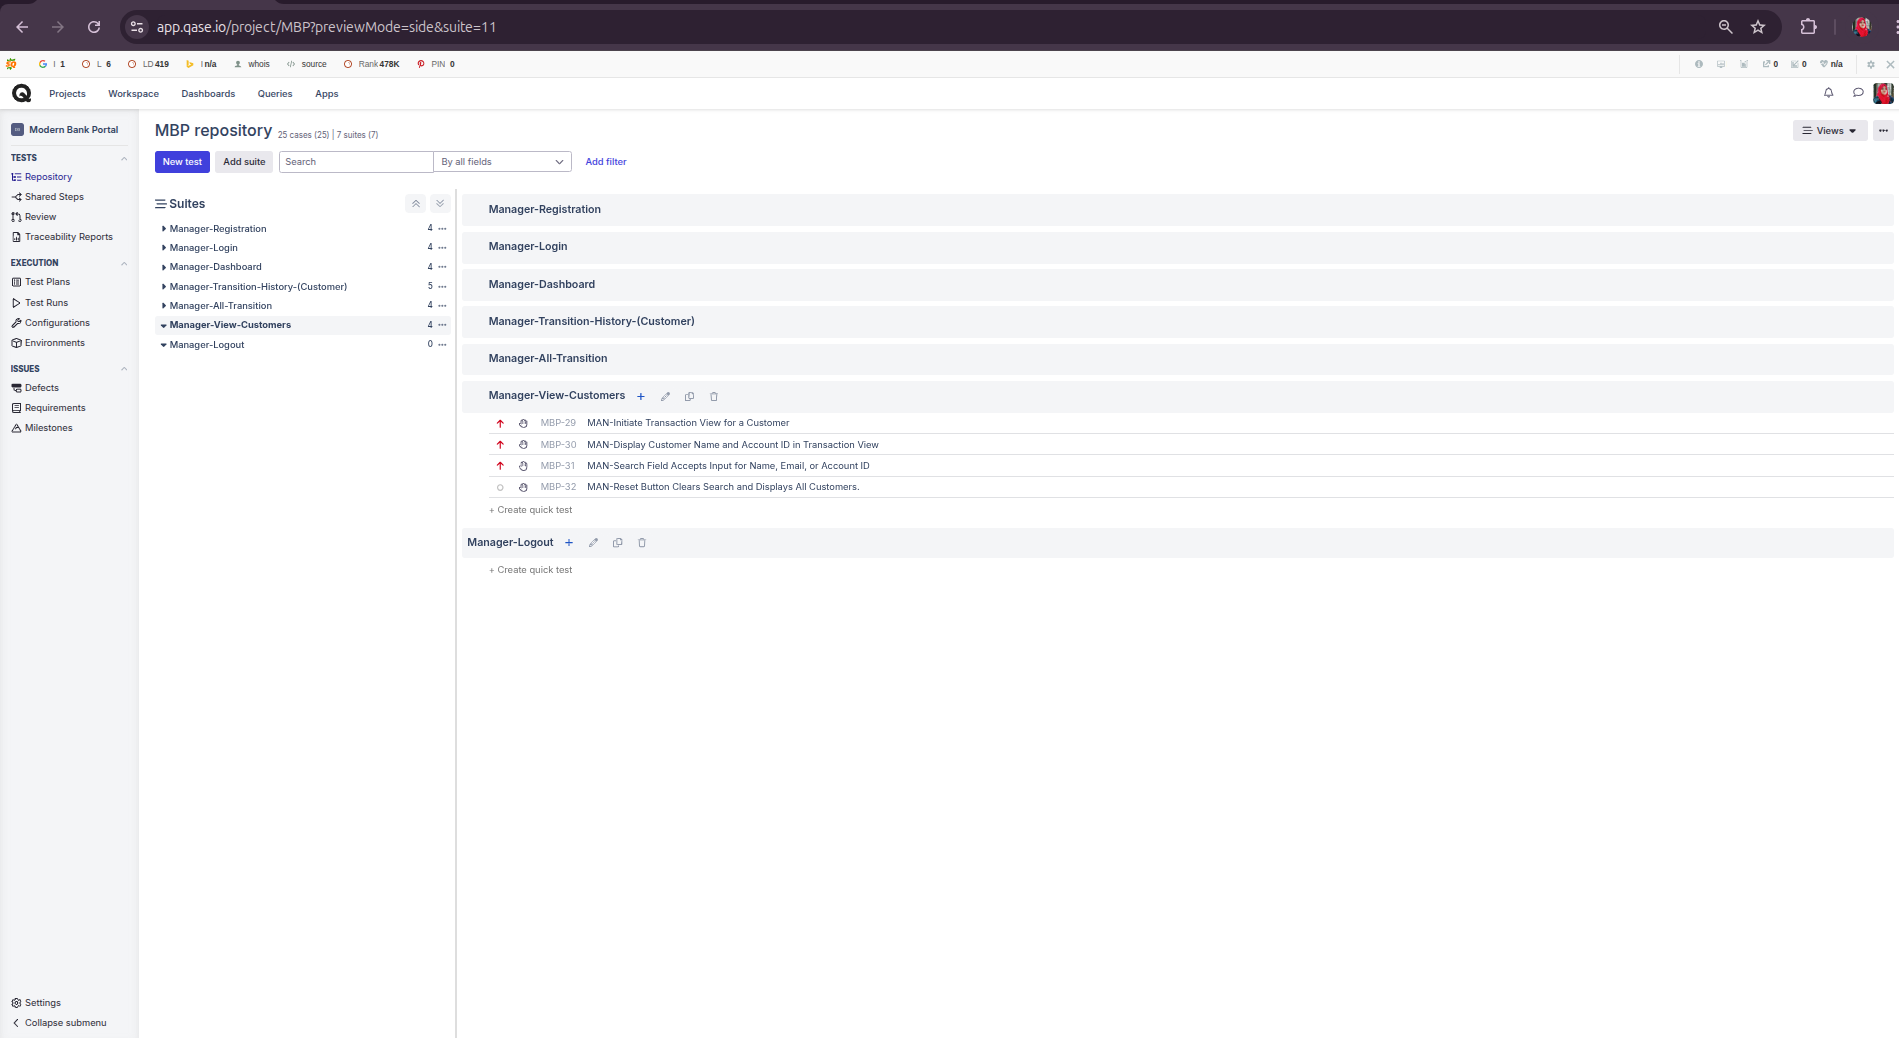 app.qase.io/project/MBP?previewMode=side&suite=11
I 1 L 6 LD 419 I n/a whois source Rank 478K PIN 0 0 0 n/a
Projects Workspace Dashboards Queries Apps
Modern Bank Portal
TESTS
Repository
Shared Steps
Review
Traceability Reports
EXECUTION
Test Plans
Test Runs
Configurations
Environments
ISSUES
Defects
Requirements
Milestones
Settings
Collapse submenu
MBP repository 25 cases (25) | 7 suites (7)
Views
New test Add suite Search By all fields Add filter
Suites
Manager-Registration 4
Manager-Login 4
Manager-Dashboard 4
Manager-Transition-History-(Customer) 5
Manager-All-Transition 4
Manager-View-Customers 4
Manager-Logout 0
Manager-Registration
Manager-Login
Manager-Dashboard
Manager-Transition-History-(Customer)
Manager-All-Transition
Manager-View-Customers
MBP-29 MAN-Initiate Transaction View for a Customer
MBP-30 MAN-Display Customer Name and Account ID in Transaction View
MBP-31 MAN-Search Field Accepts Input for Name, Email, or Account ID
MBP-32 MAN-Reset Button Clears Search and Displays All Customers.
+ Create quick test
Manager-Logout
+ Create quick test